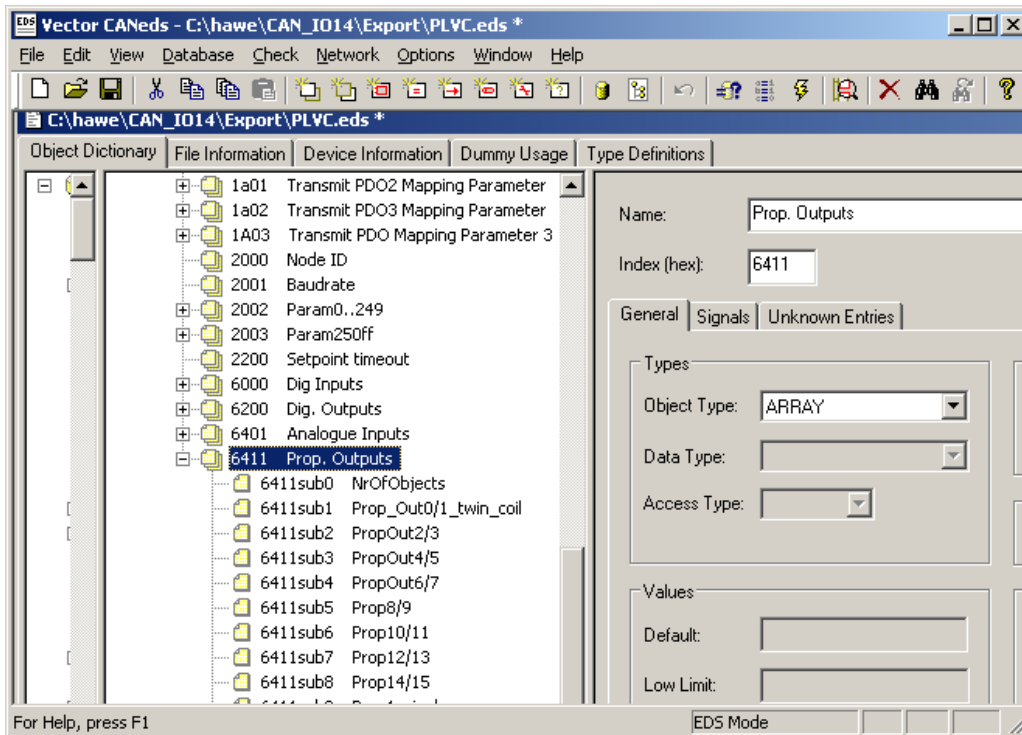 Vector CANeds - C:\hawe\CAN_IO14\Export\PLVC.eds *
File Edit View Database Check Network Options Window Help
C:\hawe\CAN_IO14\Export\PLVC.eds *
Object Dictionary File Information Device Information Dummy Usage Type Definitions
1a01 Transmit PDO2 Mapping Parameter
1a02 Transmit PDO3 Mapping Parameter
1A03 Transmit PDO Mapping Parameter 3
2000 Node ID
2001 Baudrate
2002 Param0..249
2003 Param250ff
2200 Setpoint timeout
6000 Dig Inputs
6200 Dig. Outputs
6401 Analogue Inputs
6411 Prop. Outputs
6411sub0 NrOfObjects
6411sub1 Prop_Out0/1_twin_coil
6411sub2 PropOut2/3
6411sub3 PropOut4/5
6411sub4 PropOut6/7
6411sub5 Prop8/9
6411sub6 Prop10/11
6411sub7 Prop12/13
6411sub8 Prop14/15
Name: Prop. Outputs
Index (hex): 6411
General Signals Unknown Entries
Types
Object Type: ARRAY
Data Type:
Access Type:
Values
Default:
Low Limit:
For Help, press F1
EDS Mode